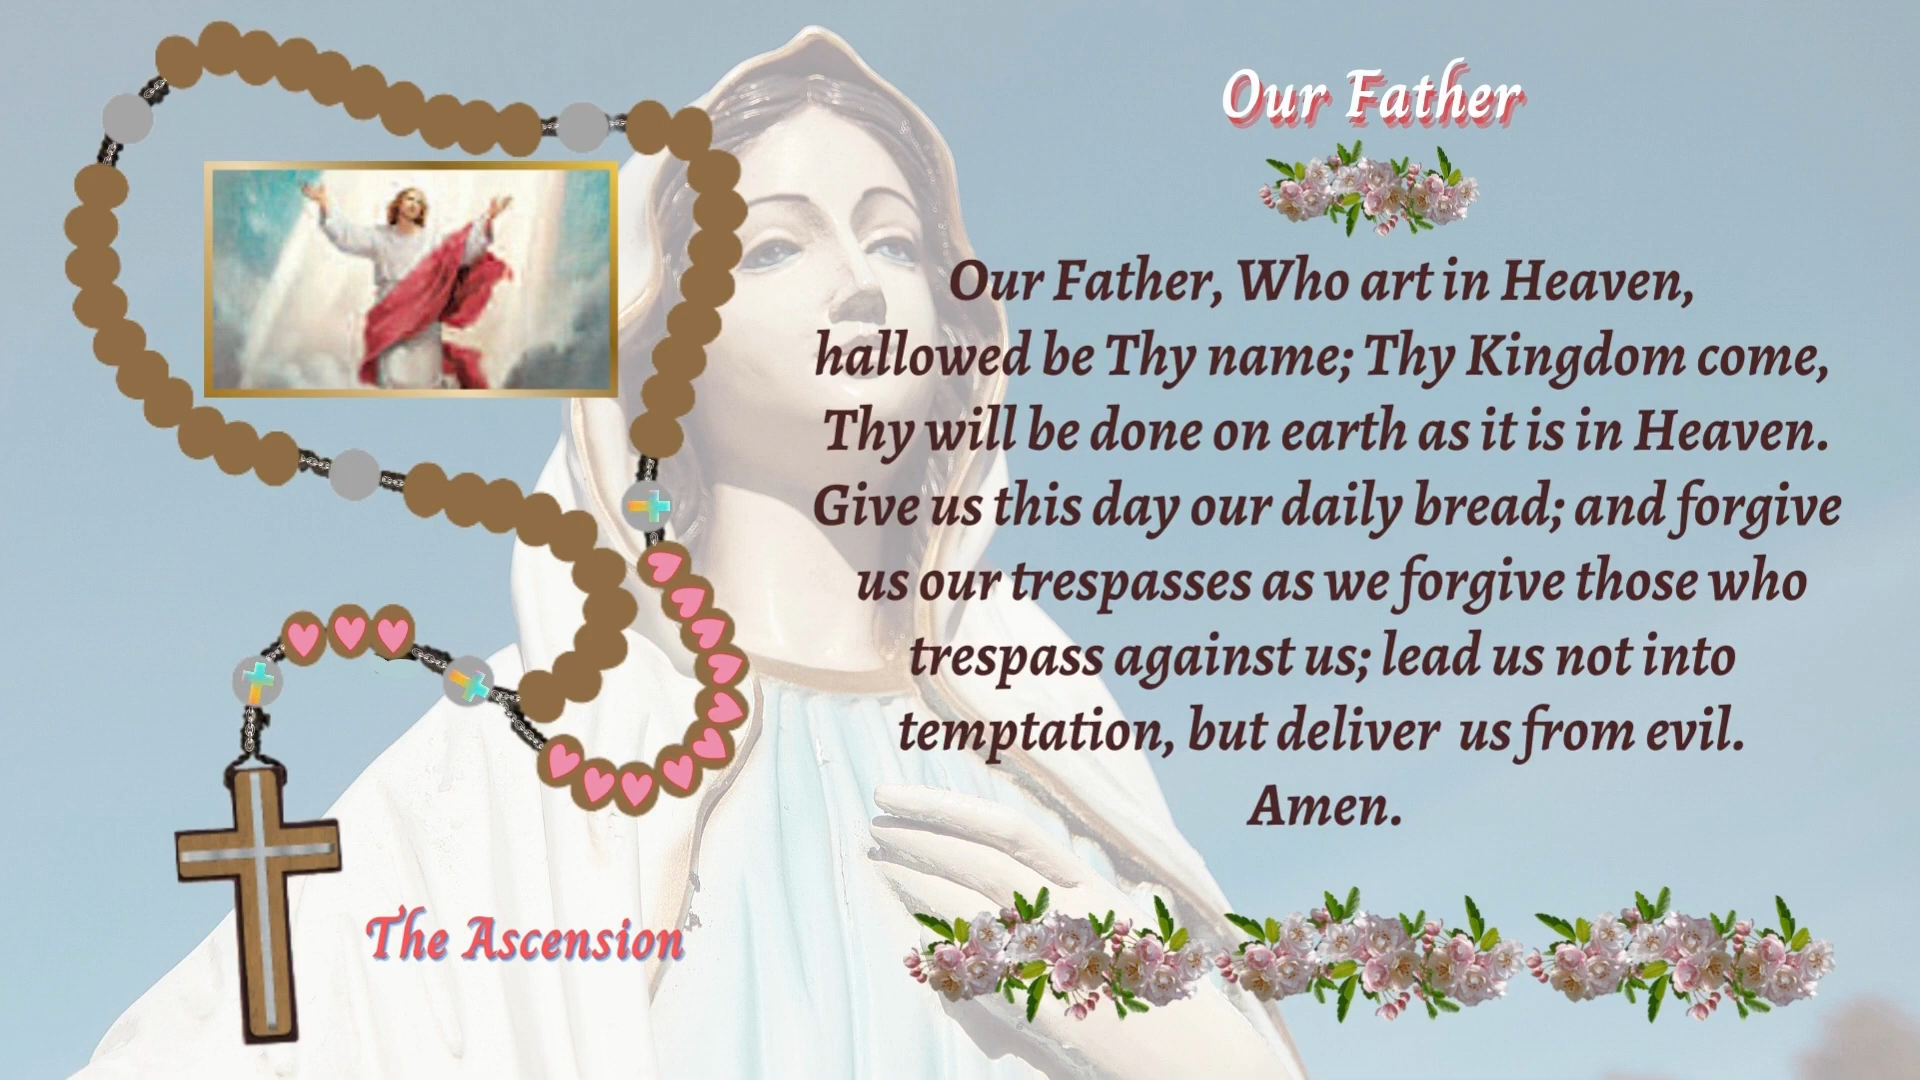 Our Father
Our Father, Who art in Heaven,
hallowed be Thy name; Thy Kingdom come,
Thy will be done on earth as it is in Heaven.
Give us this day our daily bread; and forgive
us our trespasses as we forgive those who
trespass against us; lead us not into
temptation, but deliver us from evil.
Amen.
The Ascension